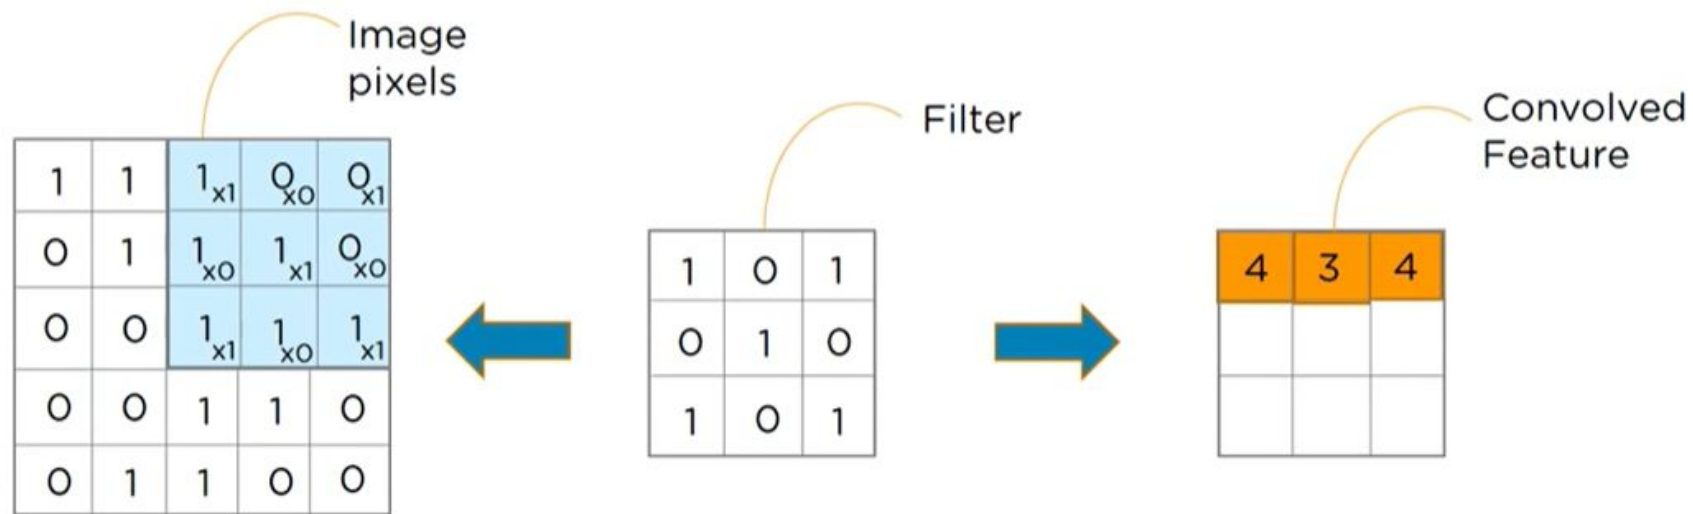 Image
pixels
Filter
Convolved
Feature
1 1 1x1 0x0 0x1
0 1 1x0 1x1 0x0
0 0 1x1 1x0 1x1
0 0 1 1 0
0 1 1 0 0
1 0 1
0 1 0
1 0 1
4 3 4